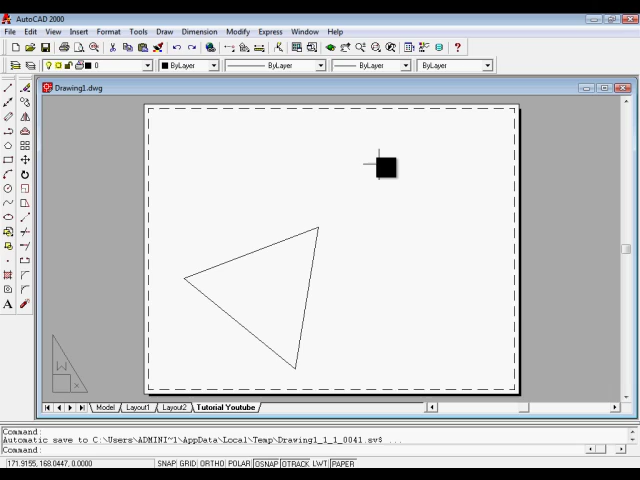 AutoCAD 2000
File Edit View Insert Format Tools Draw Dimension Modify Express Window Help
0 ByLayer ByLayer ByLayer ByLayer
Drawing1.dwg
W
X
Model Layout1 Layout2 Tutorial Youtube
Command:
Automatic save to C:\Users\ADMINI~1\AppData\Local\Temp\Drawing1_1_1_0041.sv$ ...
Command:
171.9155, 168.0447, 0.0000 SNAP GRID ORTHO POLAR OSNAP OTRACK LWT PAPER